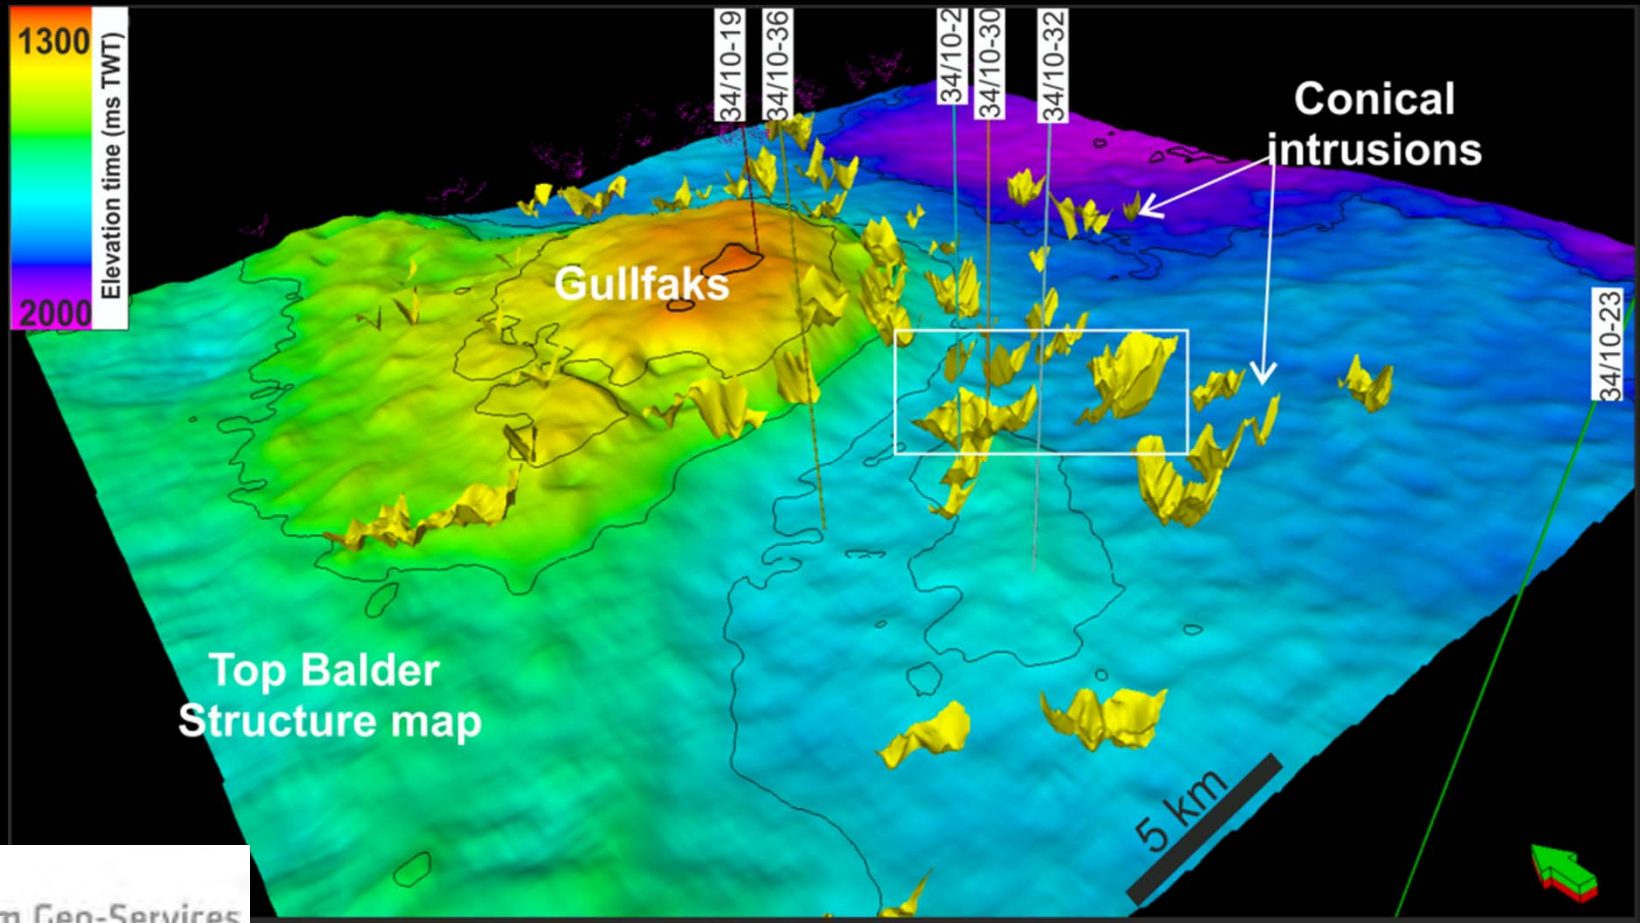 1300
Elevation time (ms TWT)
2000
34/10-19
34/10-36
34/10-2
34/10-30
34/10-32
Conical
intrusions
Gullfaks
34/10-23
Top Balder
Structure map
5 km
Geo-Services